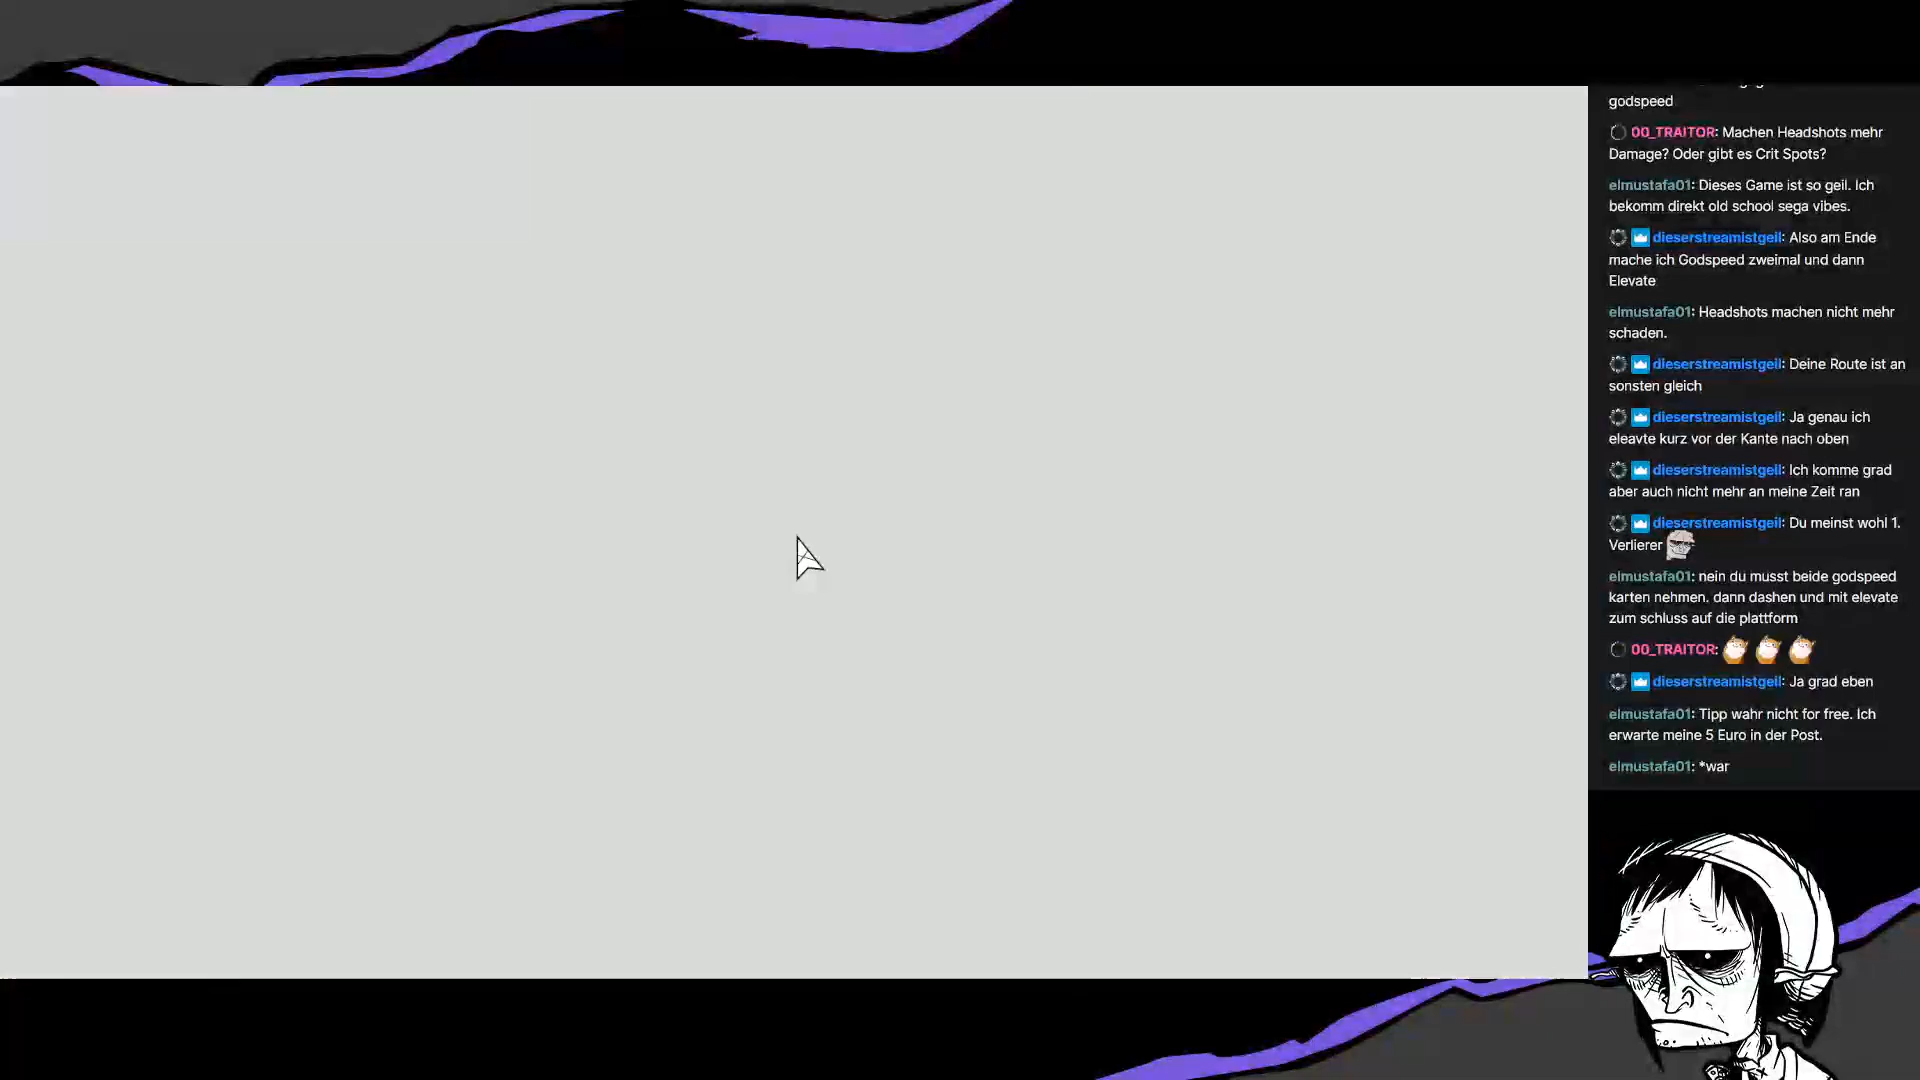 godspeed
00_TRAITOR: Machen Headshots mehr
Damage? Oder gibt es Crit Spots?
elmustafa01: Dieses Game ist so geil. Ich
bekomm direkt old school sega vibes.
dieserstreamistgeil: Also am Ende
mache ich Godspeed zweimal und dann
Elevate
elmustafa01: Headshots machen nicht mehr
schaden.
dieserstreamistgeil: Deine Route ist an
sonsten gleich
dieserstreamistgeil: Ja genau ich
eleavte kurz vor der Kante nach oben
dieserstreamistgeil: Ich komme grad
aber auch nicht mehr an meine Zeit ran
dieserstreamistgeil: Du meinst wohl 1.
Verlierer
elmustafa01: nein du musst beide godspeed
karten nehmen. dann dashen und mit elevate
zum schluss auf die plattform
00_TRAITOR:
dieserstreamistgeil: Ja grad eben
elmustafa01: Tipp wahr nicht for free. Ich
erwarte meine 5 Euro in der Post.
elmustafa01: *war